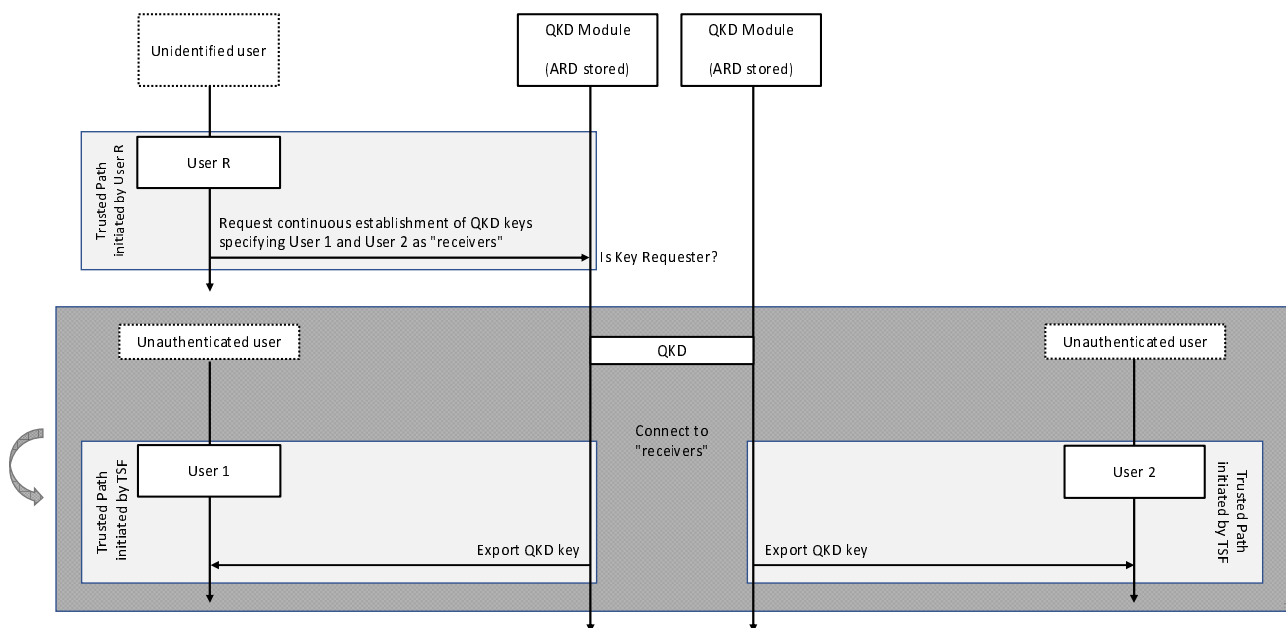 Unidentified user
QKD Module
(ARD stored)
QKD Module
(ARD stored)
Trusted Path
initiated by User R
User R
Request continuous establishment of QKD keys
specifying User 1 and User 2 as "receivers"
Is Key Requester?
Unauthenticated user
QKD
Unauthenticated user
Connect to
"receivers"
Trusted Path
initiated by TSF
User 1
Export QKD key
Export QKD key
User 2
Trusted Path
initiated by TSF